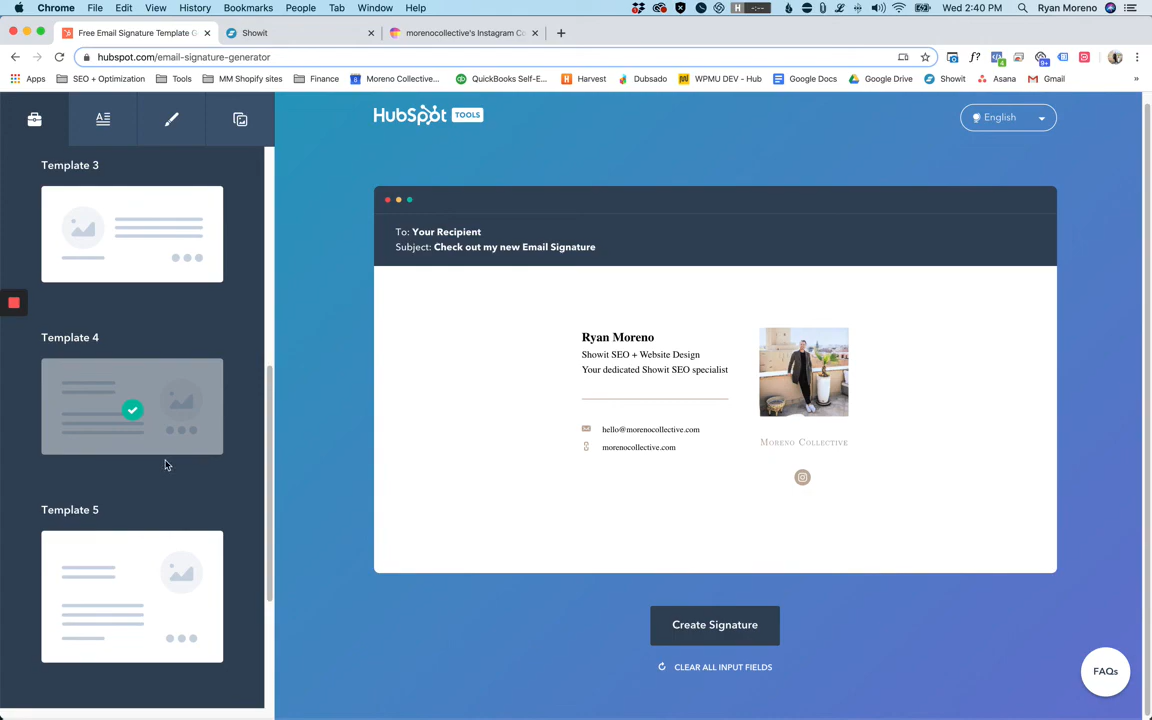 Chrome File Edit View History Bookmarks People Tab Window Help
Wed 2:40 PM Ryan Moreno
Free Email Signature Template G
Showit
morenocollective's Instagram Co
hubspot.com/email-signature-generator
Apps SEO + Optimization Tools MM Shopify sites Finance Moreno Collective... QuickBooks Self-E... Harvest Dubsado WPMU DEV - Hub Google Docs Google Drive Showit Asana Gmail »
HubSpot TOOLS
English
Template 3
Template 4
Template 5
To: Your Recipient
Subject: Check out my new Email Signature
Ryan Moreno
Showit SEO + Website Design
Your dedicated Showit SEO specialist
hello@morenocollective.com
morenocollective.com
Moreno Collective
Create Signature
CLEAR ALL INPUT FIELDS
FAQs